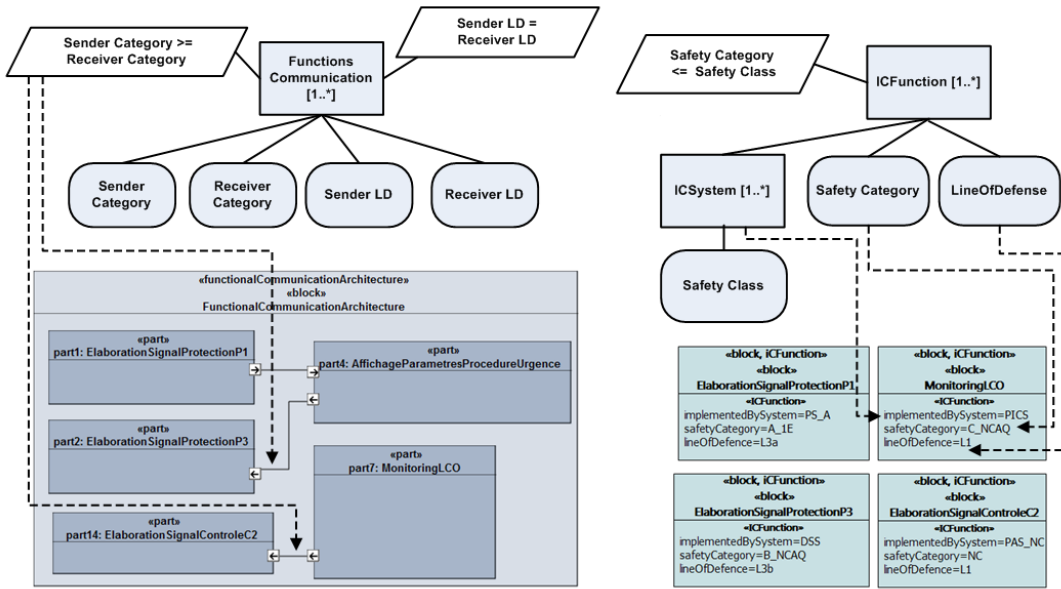 Sender Category >=
Receiver Category
Sender LD =
Receiver LD
Functions
Communication
[1..*]
Sender
Category
Receiver
Category
Sender LD
Receiver LD
«functionalCommunicationArchitecture»
«block»
FunctionalCommunicationArchitecture
«part»
part1: ElaborationSignalProtectionP1
«part»
part4: AffichageParametresProcedureUrgence
«part»
part2: ElaborationSignalProtectionP3
«part»
part7: MonitoringLCO
«part»
part14: ElaborationSignalControleC2
Safety Category
<= Safety Class
ICFunction [1..*]
ICSystem [1..*]
Safety Category
LineOfDefense
Safety Class
«block, iCFunction»
«block»
ElaborationSignalProtectionP1
«ICFunction»
implementedBySystem=PS_A
safetyCategory=A_1E
lineOfDefence=L3a
«block, iCFunction»
«block»
MonitoringLCO
«ICFunction»
implementedBySystem=PICS
safetyCategory=C_NCAQ
lineOfDefence=L1
«block, iCFunction»
«block»
ElaborationSignalProtectionP3
«ICFunction»
implementedBySystem=DSS
safetyCategory=B_NCAQ
lineOfDefence=L3b
«block, iCFunction»
«block»
ElaborationSignalControleC2
«ICFunction»
implementedBySystem=PAS_NC
safetyCategory=NC
lineOfDefence=L1